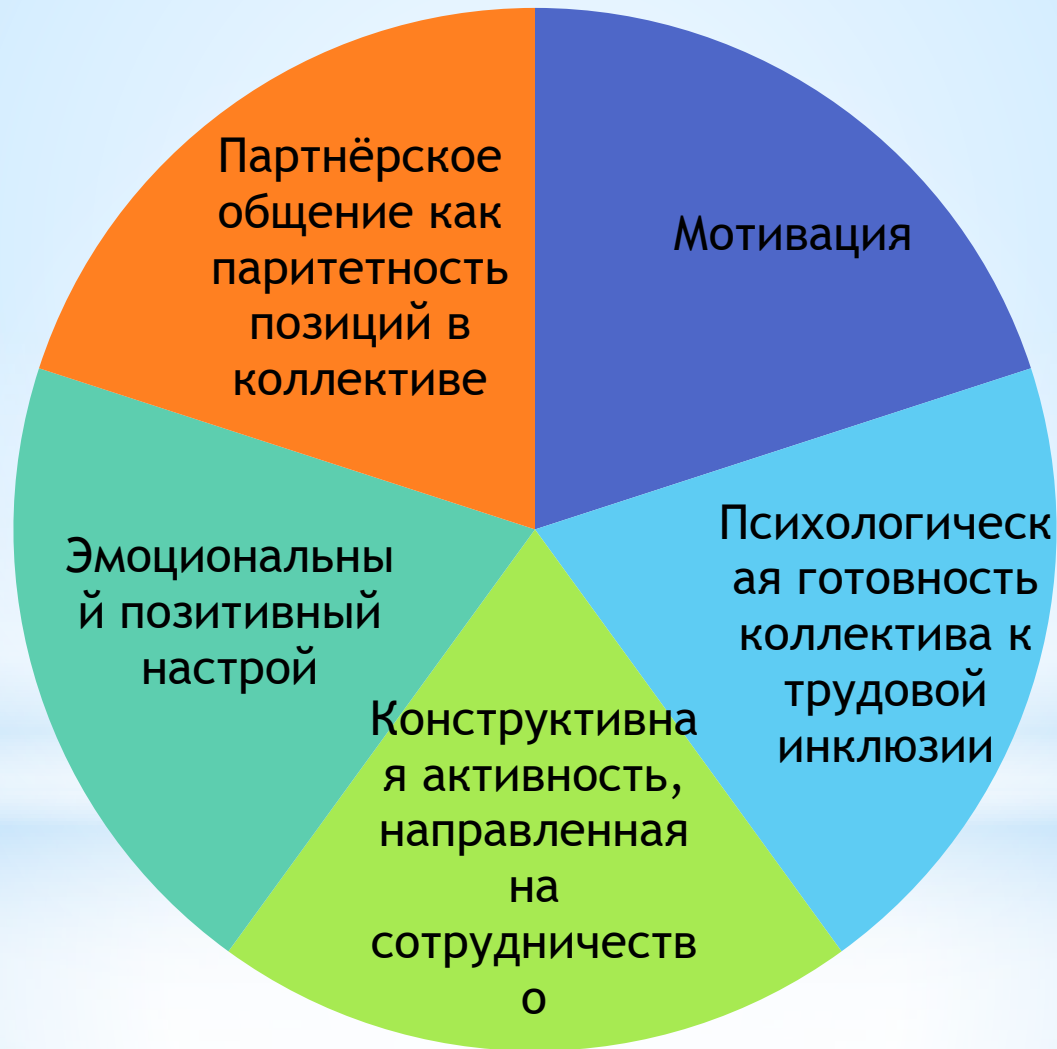 Партнёрское
общение как
паритетность
позиций в
коллективе
Мотивация
Психологическ
ая готовность
коллектива к
трудовой
инклюзии
Эмоциональны
й позитивный
настрой
Конструктивна
я активность,
направленная
на
сотрудничеств
о